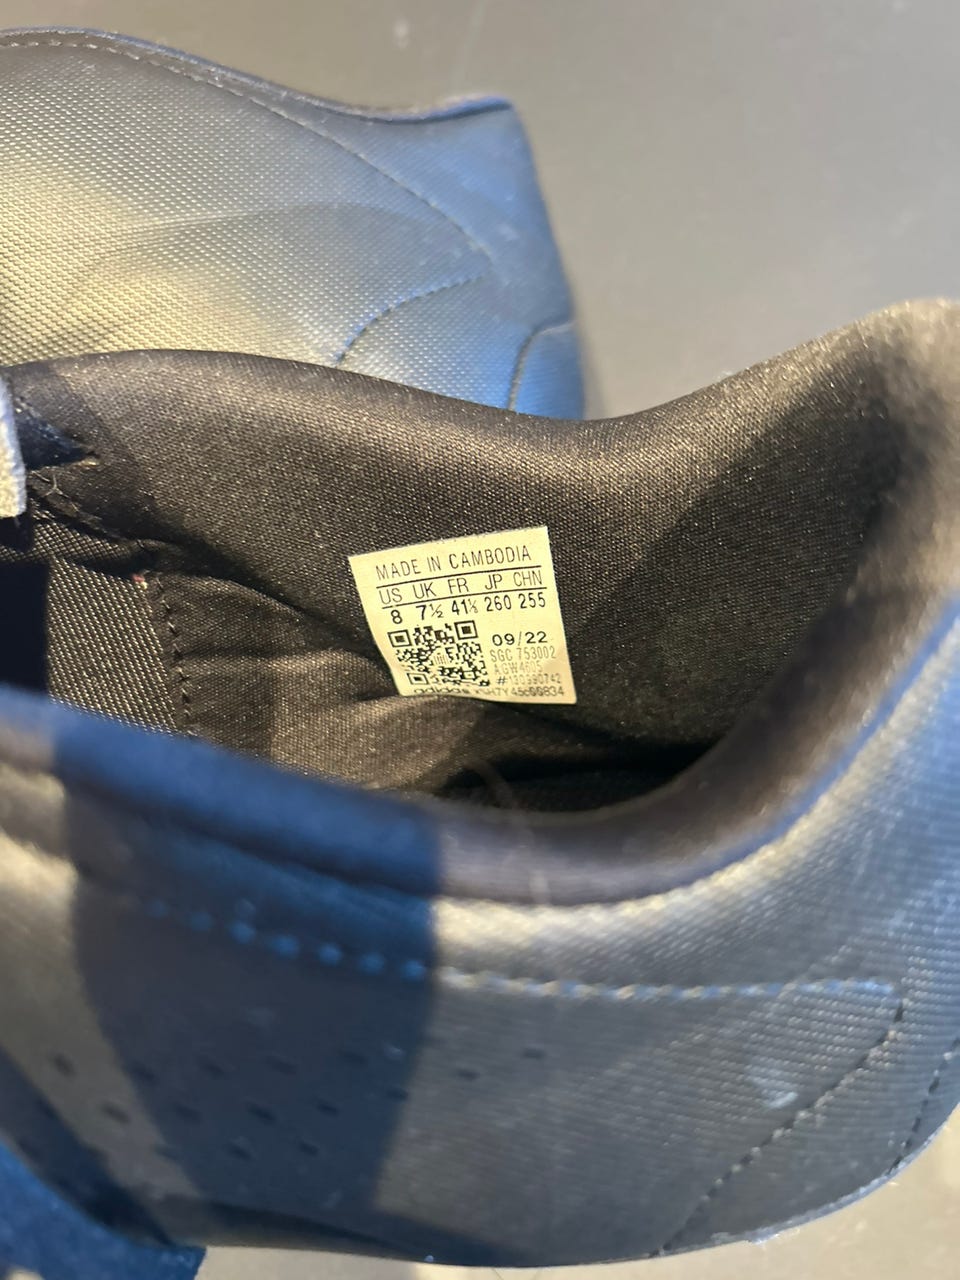 MADE IN CAMBODIA
US UK FR JP CHN
8 7½ 41⅓ 260 255
09/22
SGC 753002
#130990742
adidas